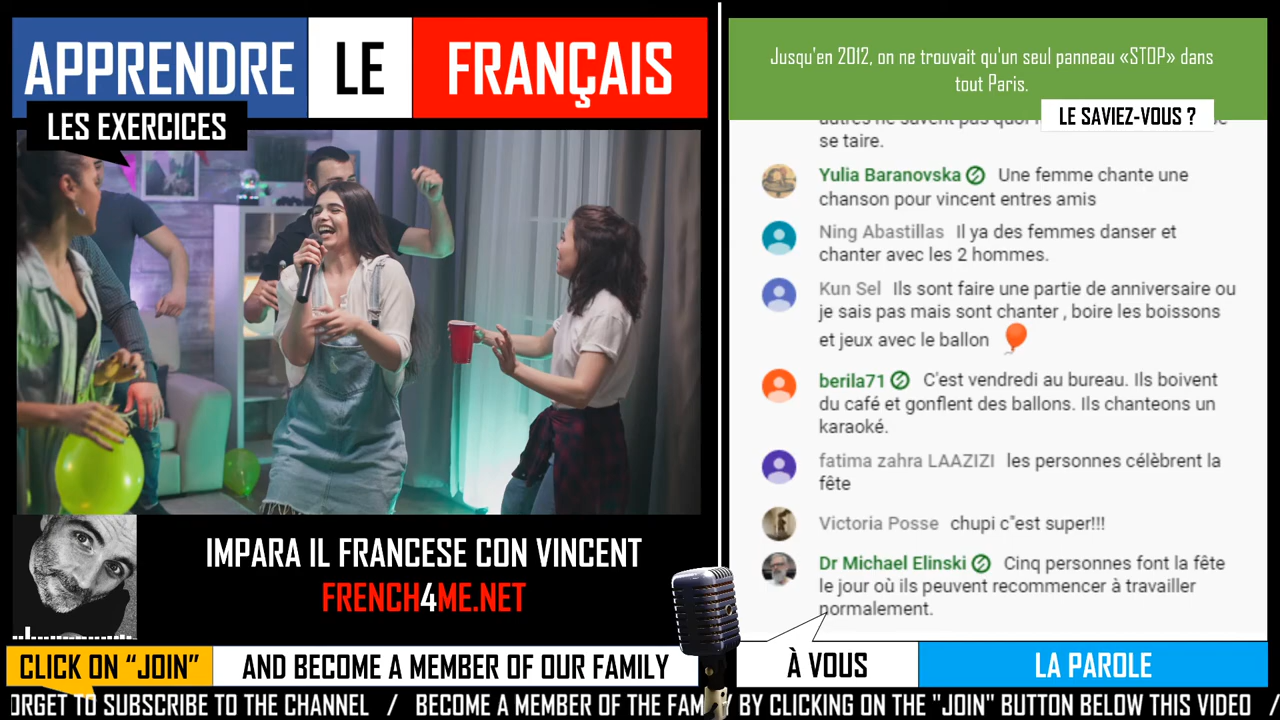 APPRENDRE LE FRANÇAIS
LES EXERCICES
IMPARA IL FRANCESE CON VINCENT
FRENCH4ME.NET
CLICK ON “JOIN” AND BECOME A MEMBER OF OUR FAMILY
Jusqu'en 2012, on ne trouvait qu'un seul panneau «STOP» dans
tout Paris.
LE SAVIEZ-VOUS ?
autres ne savent pas
se taire.
Yulia Baranovska Une femme chante une
chanson pour vincent entres amis
Ning Abastillas Il ya des femmes danser et
chanter avec les 2 hommes.
Kun Sel Ils sont faire une partie de anniversaire ou
je sais pas mais sont chanter , boire les boissons
et jeux avec le ballon 🎈
berila71 C'est vendredi au bureau. Ils boivent
du café et gonflent des ballons. Ils chanteons un
karaoké.
fatima zahra LAAZIZI les personnes célèbrent la
fête
Victoria Posse chupi c"est super!!!
Dr Michael Elinski Cinq personnes font la fête
le jour où ils peuvent recommencer à travailler
normalement.
À VOUS LA PAROLE
ORGET TO SUBSCRIBE TO THE CHANNEL / BECOME A MEMBER OF THE FAM Y BY CLICKING ON THE "JOIN" BUTTON BELOW THIS VIDEO /